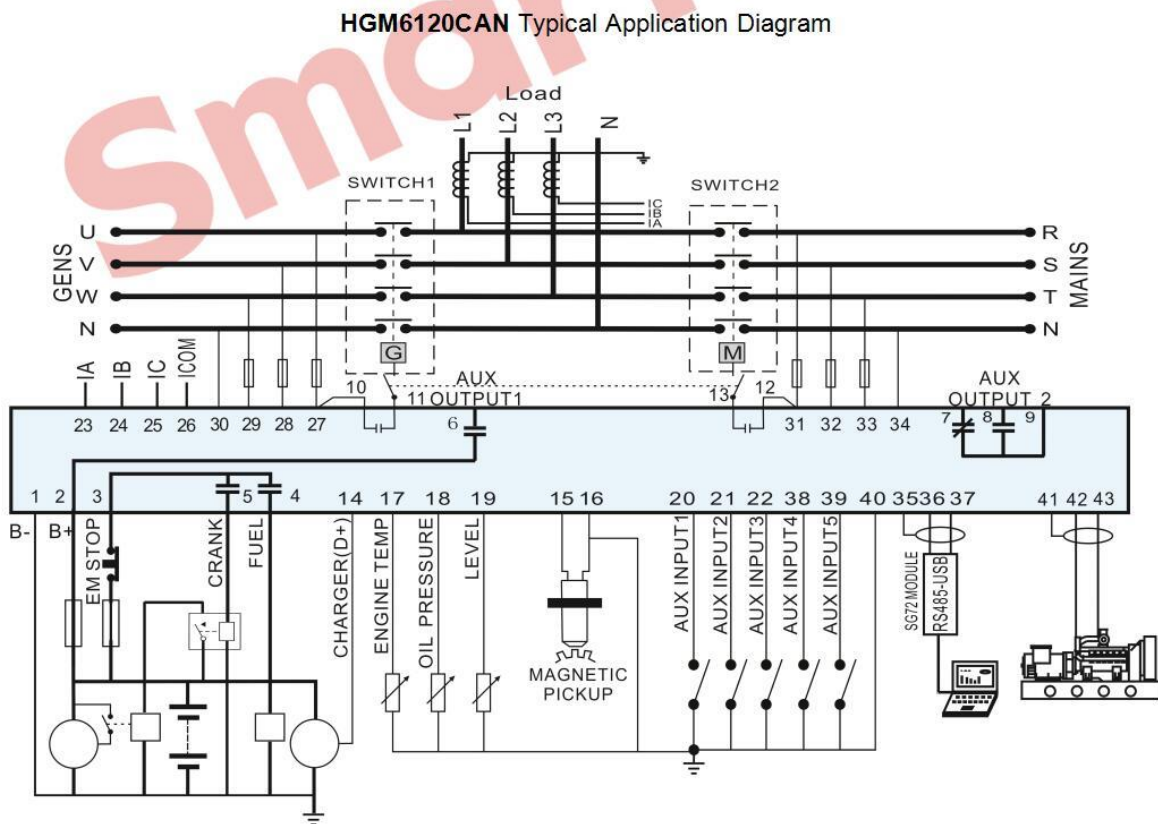 HGM6120CAN Typical Application Diagram
Smar
Load
L1
L2
L3
N
SWITCH1
SWITCH2
IC
IB
IA
GENS
U
V
W
N
R
S
T
N
MAINS
G
M
IA
IB
IC
ICOM
10
11
AUX
OUTPUT1
13
12
AUX
OUTPUT 2
23 24 25 26 30 29 28 27 6 31 32 33 34 7 8 9
1 2 3 5 4 14 17 18 19 15 16 20 21 22 38 39 40 35 36 37 41 42 43
B-
B+
EM STOP
CRANK
FUEL
CHARGER(D+)
ENGINE TEMP
OIL PRESSURE
LEVEL
MAGNETIC
PICKUP
AUX INPUT1
AUX INPUT2
AUX INPUT3
AUX INPUT4
AUX INPUT5
SG72 MODULE
RS485-USB